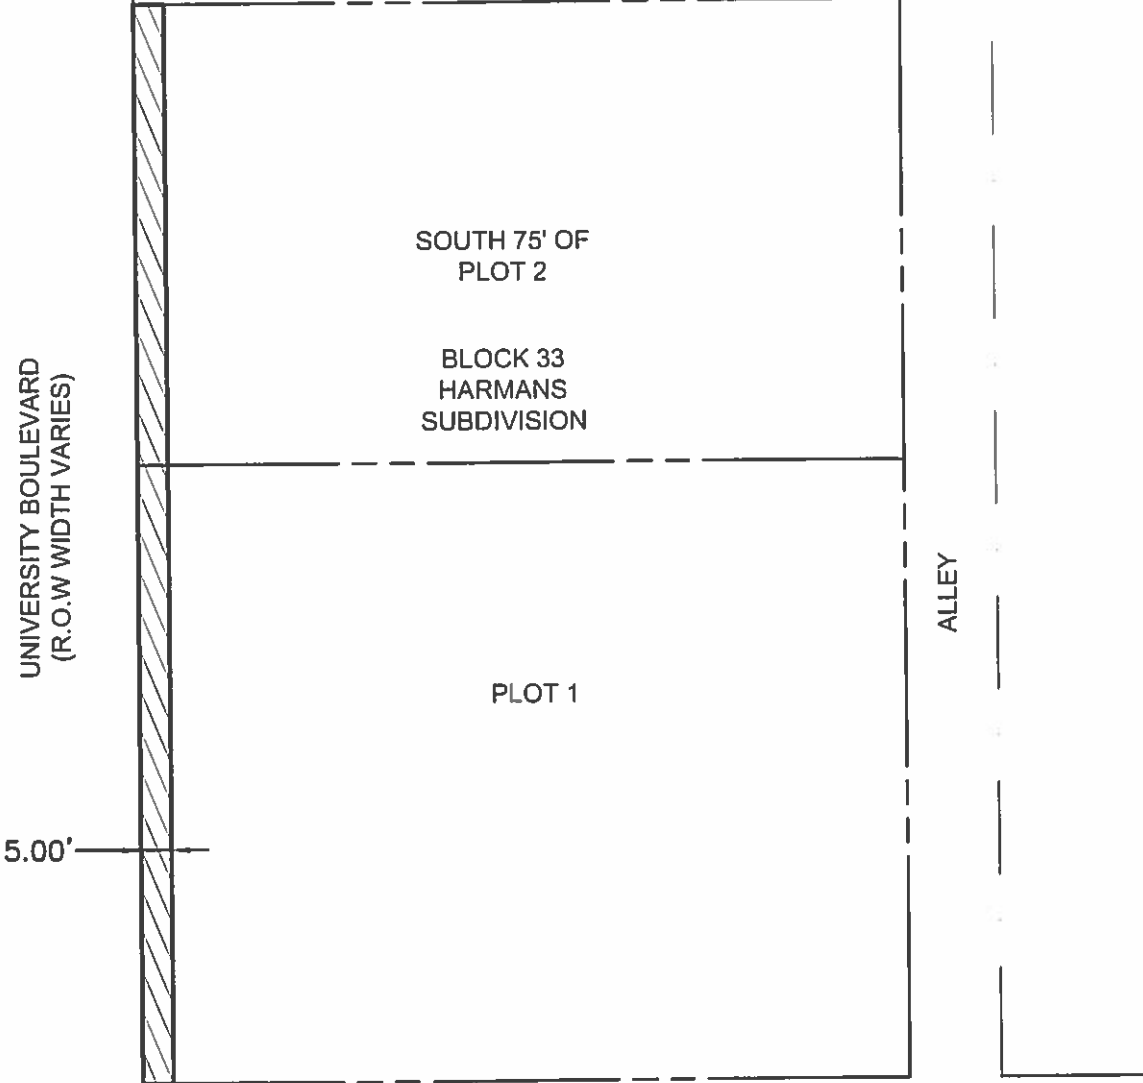 SOUTH 75' OF
PLOT 2
BLOCK 33
HARMANS
SUBDIVISION
UNIVERSITY BOULEVARD
(R.O.W WIDTH VARIES)
ALLEY
PLOT 1
5.00'